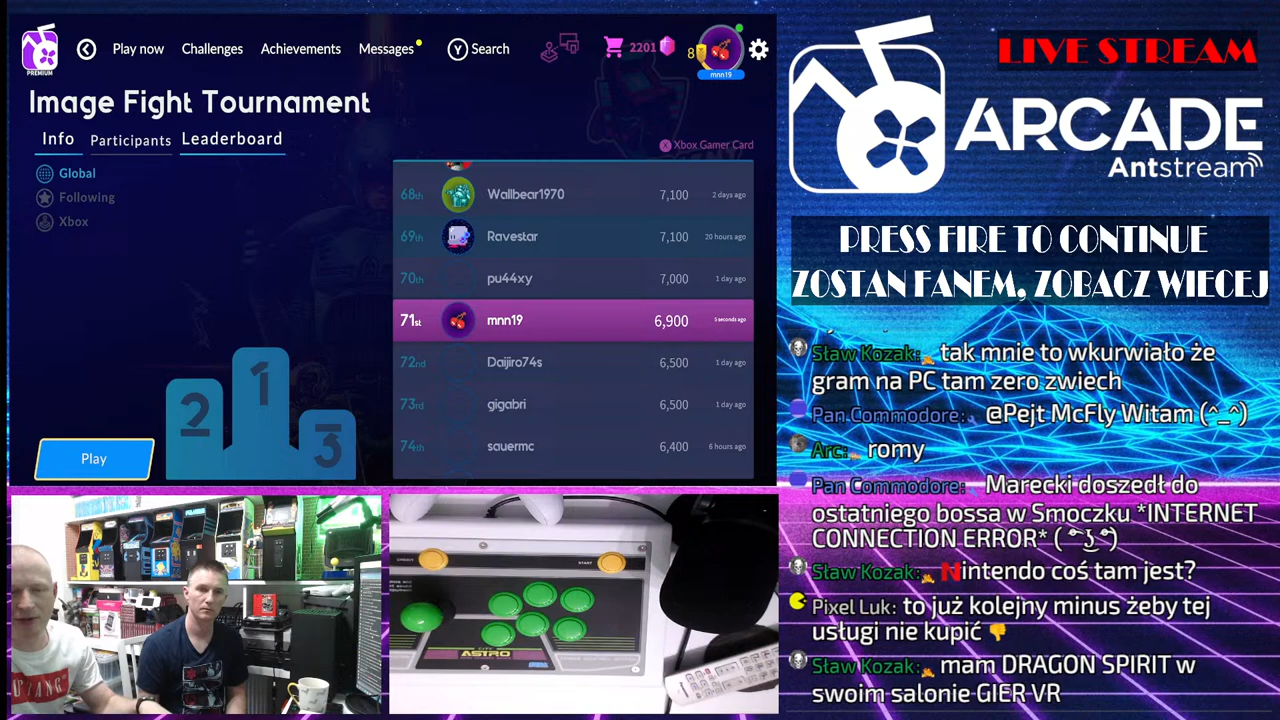 PREMIUM
Play now
Challenges
Achievements
Messages
Y Search
2201
8
mnn19
Image Fight Tournament
Info
Participants
Leaderboard
X Xbox Gamer Card
Global
Following
Xbox
68th Wallbear1970 7,100 2 days ago
69th Ravestar 7,100 20 hours ago
70th pu44xy 7,000 1 day ago
71st mnn19 6,900 5 seconds ago
72nd Daijiro74s 6,500 1 day ago
73rd gigabri 6,500 1 day ago
74th sauermc 6,400 6 hours ago
2
1
3
Play
START
CITY
ASTRO
LIVE STREAM
ARCADE
Antstream
PRESS FIRE TO CONTINUE
ZOSTAN FANEM, ZOBACZ WIECEJ
Sław Kozak: tak mnie to wkurwiało że
gram na PC tam zero zwiech
Pan Commodore: @Pejt McFly Witam (^_^)
Arc: romy
Pan Commodore: Marecki doszedł do
ostatniego bossa w Smoczku *INTERNET
CONNECTION ERROR* ( ͡° ͜ʖ ͡°)
Sław Kozak: Nintendo coś tam jest?
Pixel Luk: to już kolejny minus żeby tej
usługi nie kupić 👎
Sław Kozak: mam DRAGON SPIRIT w
swoim salonie GIER VR